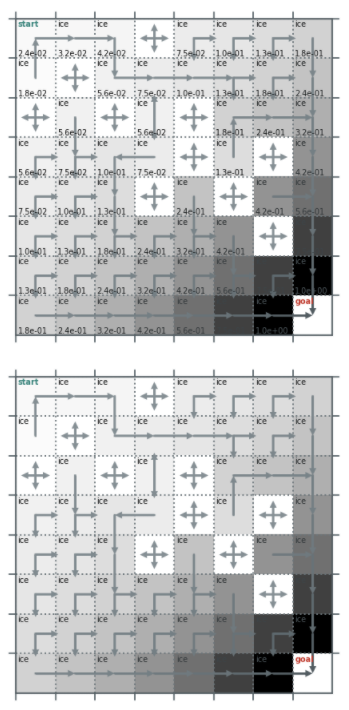 start ice ice ice ice ice ice
2.4e-02 3.2e-02 4.2e-02 7.5e-02 1.0e-01 1.3e-01 1.8e-01
ice ice ice ice ice ice ice
1.8e-02 5.6e-02 7.5e-02 1.0e-01 1.3e-01 1.8e-01 2.4e-01
ice ice ice ice ice
5.6e-02 5.6e-02 1.8e-01 2.4e-01 3.2e-01
ice ice ice ice ice ice
5.6e-02 7.5e-02 1.0e-01 7.5e-02 1.3e-01 4.2e-01
ice ice ice ice ice ice
7.5e-02 1.0e-01 1.3e-01 2.4e-01 4.2e-01 5.6e-01
ice ice ice ice ice ice
1.0e-01 1.3e-01 1.8e-01 2.4e-01 3.2e-01 4.2e-01
ice ice ice ice ice ice
1.3e-01 1.8e-01 2.4e-01 3.2e-01 4.2e-01 5.6e-01 1.0e+00
ice ice ice ice ice goal
1.8e-01 2.4e-01 3.2e-01 4.2e-01 5.6e-01 1.0e+00
start ice ice ice ice ice ice
ice ice ice ice ice ice ice
ice ice ice ice ice
ice ice ice ice ice ice
ice ice ice ice ice ice
ice ice ice ice ice ice
ice ice ice ice ice ice
ice ice ice ice ice goal